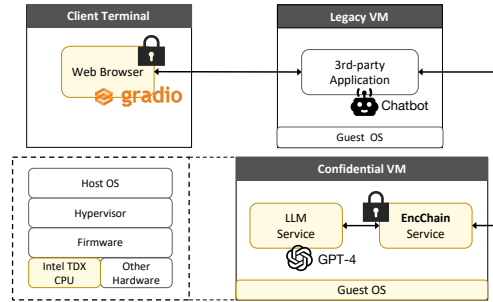 Client Terminal
Web Browser
gradio
Legacy VM
3rd-party
Application
Chatbot
Guest OS
Host OS
Hypervisor
Firmware
Intel TDX
CPU
Other
Hardware
Confidential VM
LLM
Service
GPT-4
EncChain
Service
Guest OS